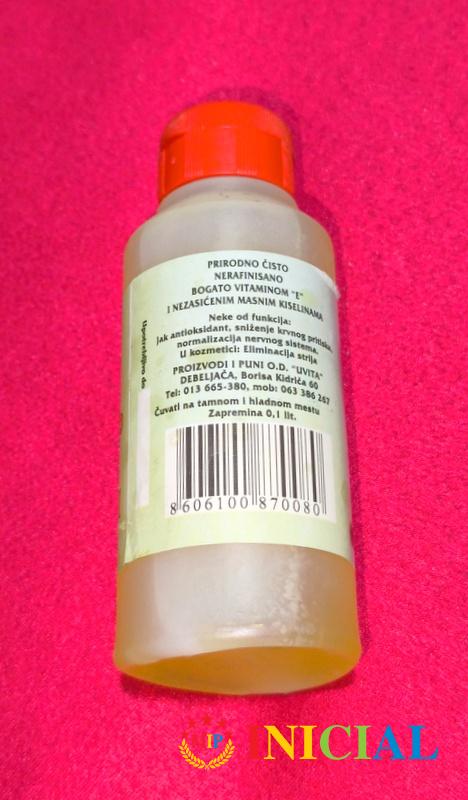 PRIRODNO ČISTO
NERAFINISANO
BOGATO VITAMINOM "E"
I NEZASIĆENIM MASNIM KISELINAMA
Neke od funkcija:
Jak antioksidant, sniženje krvnog pritiska,
normalizacija nervnog sistema.
U kozmetici: Eliminacija strija
PROIZVODI I PUNI O.D. "UVITA"
DEBELJAČA, Borisa Kidriča 60
Tel: 013 665-380, mob: 063 386 267
Čuvati na tamnom i hladnom mestu
Zapremina 0,1 lit.
8606100870080
Upotrebljivo do
IP
INICIAL